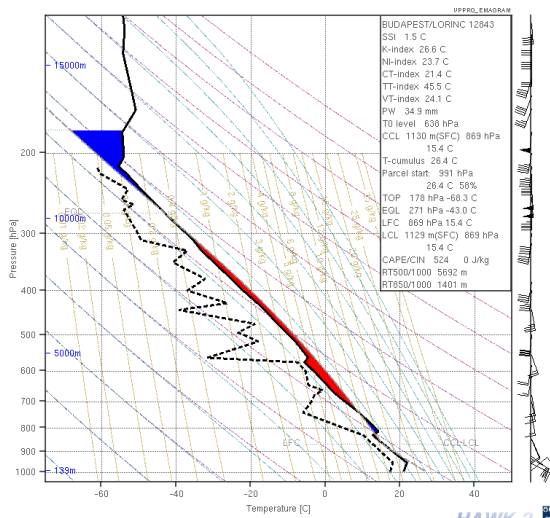 UPPRO_EMAGRAM
BUDAPEST/LORINC 12843
SSI 1.5 C
K-index 26.6 C
NI-index 23.7 C
CT-index 21.4 C
TT-index 45.5 C
VT-index 24.1 C
PW 34.9 mm
T0 level 638 hPa
CCL 1130 m(SFC) 869 hPa
15.4 C
T-cumulus 26.4 C
Parcel start: 991 hPa
26.4 C 56%
TOP 178 hPa -68.3 C
EQL 271 hPa -43.0 C
LFC 869 hPa 15.4 C
LCL 1129 m(SFC) 869 hPa
15.4 C
CAPE/CIN 524 0 J/kg
RT500/1000 5692 m
RT850/1000 1401 m
15000m
200
10000m
300
Pressure [hPa]
400
500
5000m
600
700
800
LFC
CCL-LCL
900
1000
139m
-60
-40
-20
0
20
40
Temperature [C]